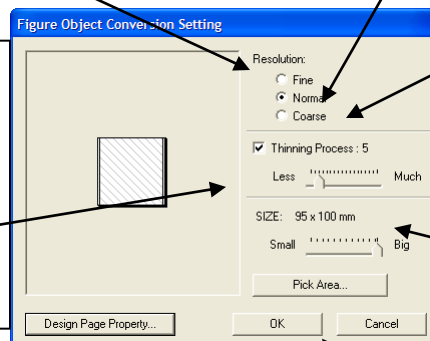 Figure Object Conversion Setting
Resolution:
Fine
Normal
Coarse
Thinning Process : 5
Less Much
SIZE: 95 x 100 mm
Small Big
Pick Area...
Design Page Property... OK Cancel